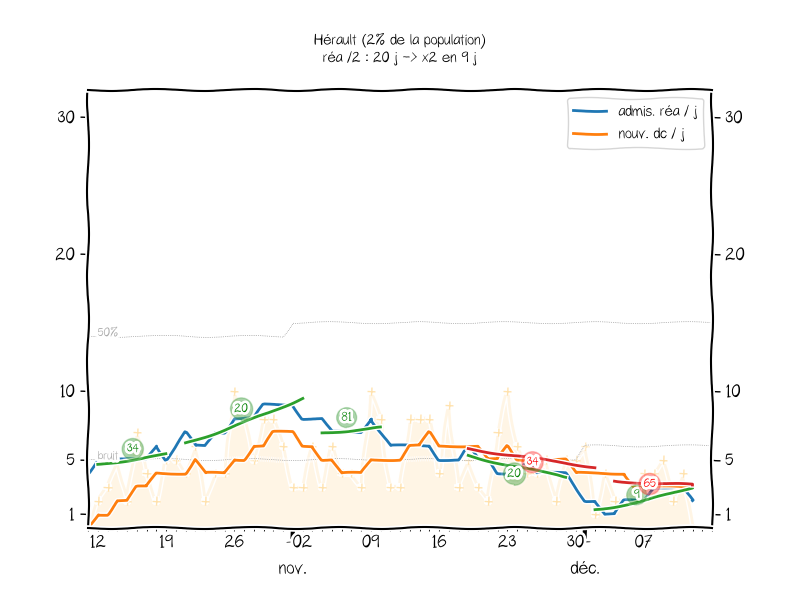 Hérault (2% de la population)
réa /2 : 20 j -> x2 en 9 j
admis. réa / j
nouv. dc / j
30 30
20 20
50%
10 10
20
81
34
5 bruit 5
34
20
65
9
1 1
12 19 26 02 09 16 23 30 07
nov. déc.